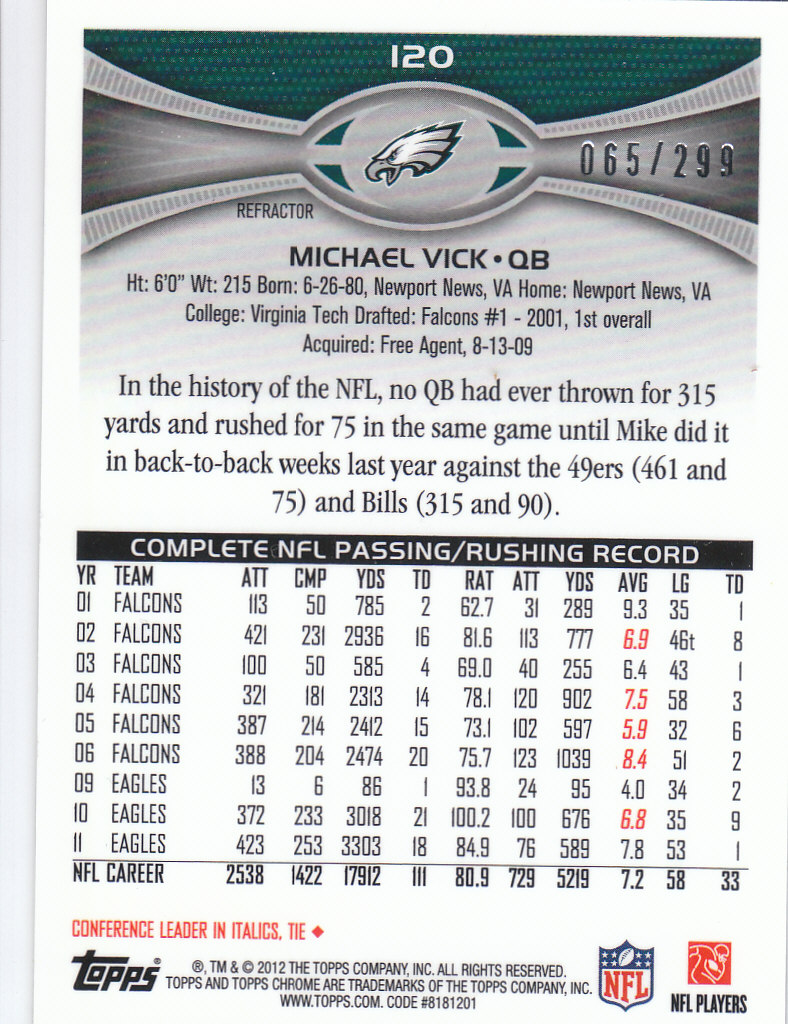 120
065/299
REFRACTOR
MICHAEL VICK • QB
Ht: 6'0" Wt: 215 Born: 6-26-80, Newport News, VA Home: Newport News, VA
College: Virginia Tech Drafted: Falcons #1 - 2001, 1st overall
Acquired: Free Agent, 8-13-09
In the history of the NFL, no QB had ever thrown for 315
yards and rushed for 75 in the same game until Mike did it
in back-to-back weeks last year against the 49ers (461 and
75) and Bills (315 and 90).
COMPLETE NFL PASSING/RUSHING RECORD
YR TEAM ATT CMP YDS TD RAT ATT YDS AVG LG TD
01 FALCONS 113 50 785 2 62.7 31 289 9.3 35 1
02 FALCONS 421 231 2936 16 81.6 113 777 6.9 46t 8
03 FALCONS 100 50 585 4 69.0 40 255 6.4 43 1
04 FALCONS 321 181 2313 14 78.1 120 902 7.5 58 3
05 FALCONS 387 214 2412 15 73.1 102 597 5.9 32 6
06 FALCONS 388 204 2474 20 75.7 123 1039 8.4 51 2
09 EAGLES 13 6 86 1 93.8 24 95 4.0 34 2
10 EAGLES 372 233 3018 21 100.2 100 676 6.8 35 9
11 EAGLES 423 253 3303 18 84.9 76 589 7.8 53 1
NFL CAREER 2538 1422 17912 111 80.9 729 5219 7.2 58 33
CONFERENCE LEADER IN ITALICS, TIE ♦
Topps®
®, TM & © 2012 THE TOPPS COMPANY, INC. ALL RIGHTS RESERVED.
TOPPS AND TOPPS CHROME ARE TRADEMARKS OF THE TOPPS COMPANY, INC.
WWW.TOPPS.COM. CODE #8181201
NFL
NFL PLAYERS